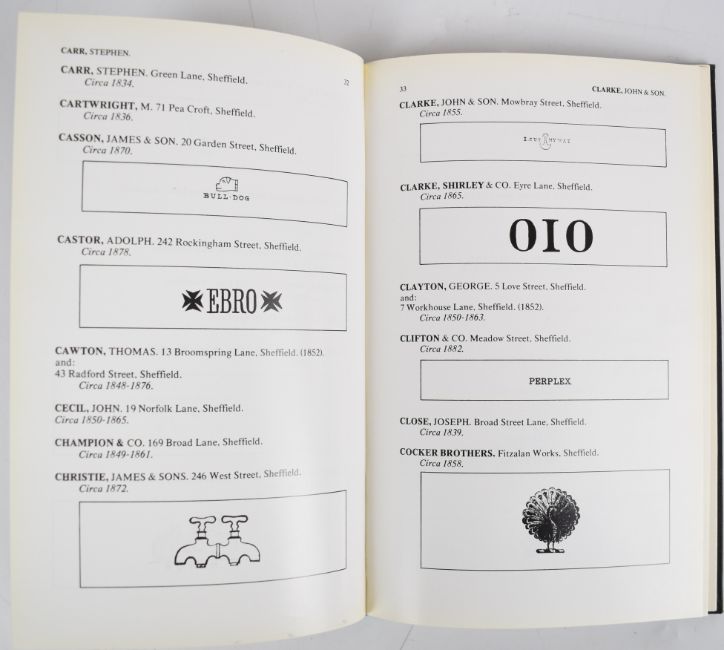 CARR, STEPHEN.
CARR, STEPHEN. Green Lane, Sheffield.
32
Circa 1834.
CARTWRIGHT, M. 71 Pea Croft, Sheffield.
Circa 1836.
CASSON, JAMES & SON. 20 Garden Street, Sheffield.
Circa 1870.
BULL-DOG
CASTOR, ADOLPH. 242 Rockingham Street, Sheffield.
Circa 1878.
EBRO
CAWTON, THOMAS. 13 Broomspring Lane, Sheffield. (1852).
and:
43 Radford Street, Sheffield.
Circa 1848-1876.
CECIL, JOHN. 19 Norfolk Lane, Sheffield.
Circa 1850-1865.
CHAMPION & CO. 169 Broad Lane, Sheffield.
Circa 1849-1861.
CHRISTIE, JAMES & SONS. 246 West Street, Sheffield.
Circa 1872.
33
CLARKE, JOHN & SON.
CLARKE, JOHN & SON. Mowbray Street, Sheffield.
Circa 1855.
CLARKE, SHIRLEY & CO. Eyre Lane, Sheffield.
Circa 1865.
OIO
CLAYTON, GEORGE. 5 Love Street, Sheffield.
and:
7 Workhouse Lane, Sheffield. (1852).
Circa 1850-1863.
CLIFTON & CO. Meadow Street, Sheffield.
Circa 1882.
PERPLEX
CLOSE, JOSEPH. Broad Street Lane, Sheffield.
Circa 1839.
COCKER BROTHERS. Fitzalan Works, Sheffield.
Circa 1858.